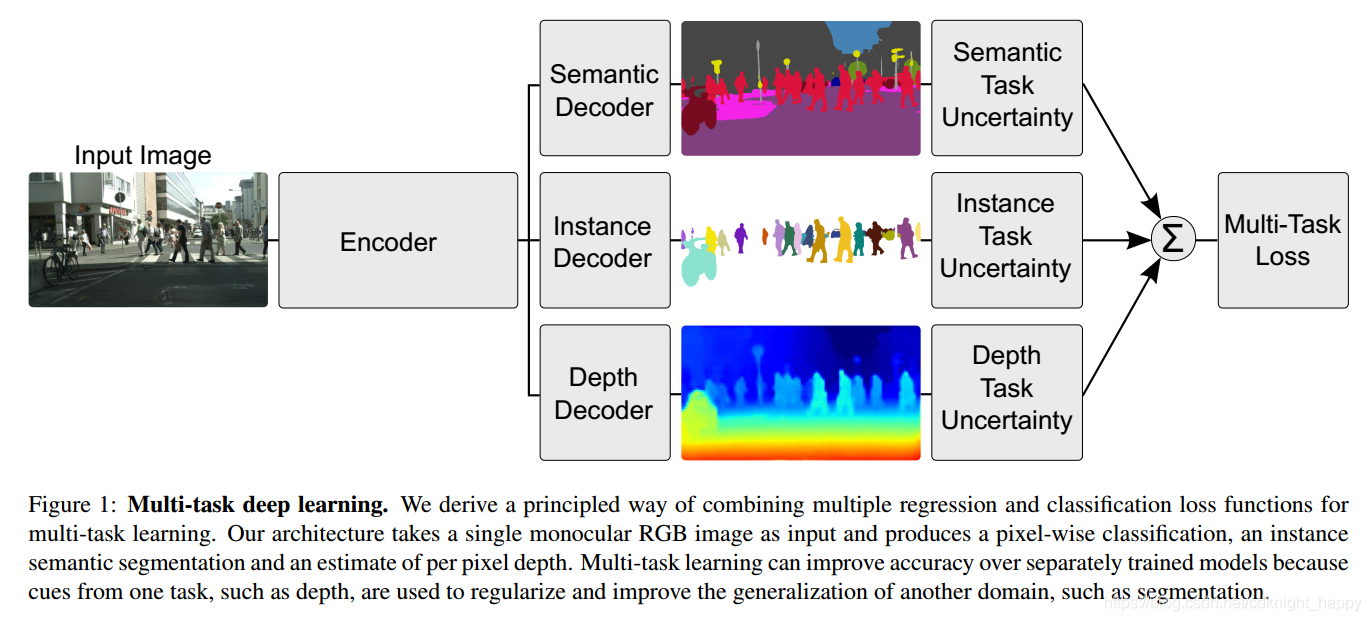 Input Image
Encoder
Semantic
Decoder
Instance
Decoder
Depth
Decoder
Semantic
Task
Uncertainty
Instance
Task
Uncertainty
Depth
Task
Uncertainty
Σ
Multi-Task
Loss
Figure 1: Multi-task deep learning. We derive a principled way of combining multiple regression and classification loss functions for
multi-task learning. Our architecture takes a single monocular RGB image as input and produces a pixel-wise classification, an instance
semantic segmentation and an estimate of per pixel depth. Multi-task learning can improve accuracy over separately trained models because
cues from one task, such as depth, are used to regularize and improve the generalization of another domain, such as segmentation.
https://blog.csdn.net/cdknight_happy